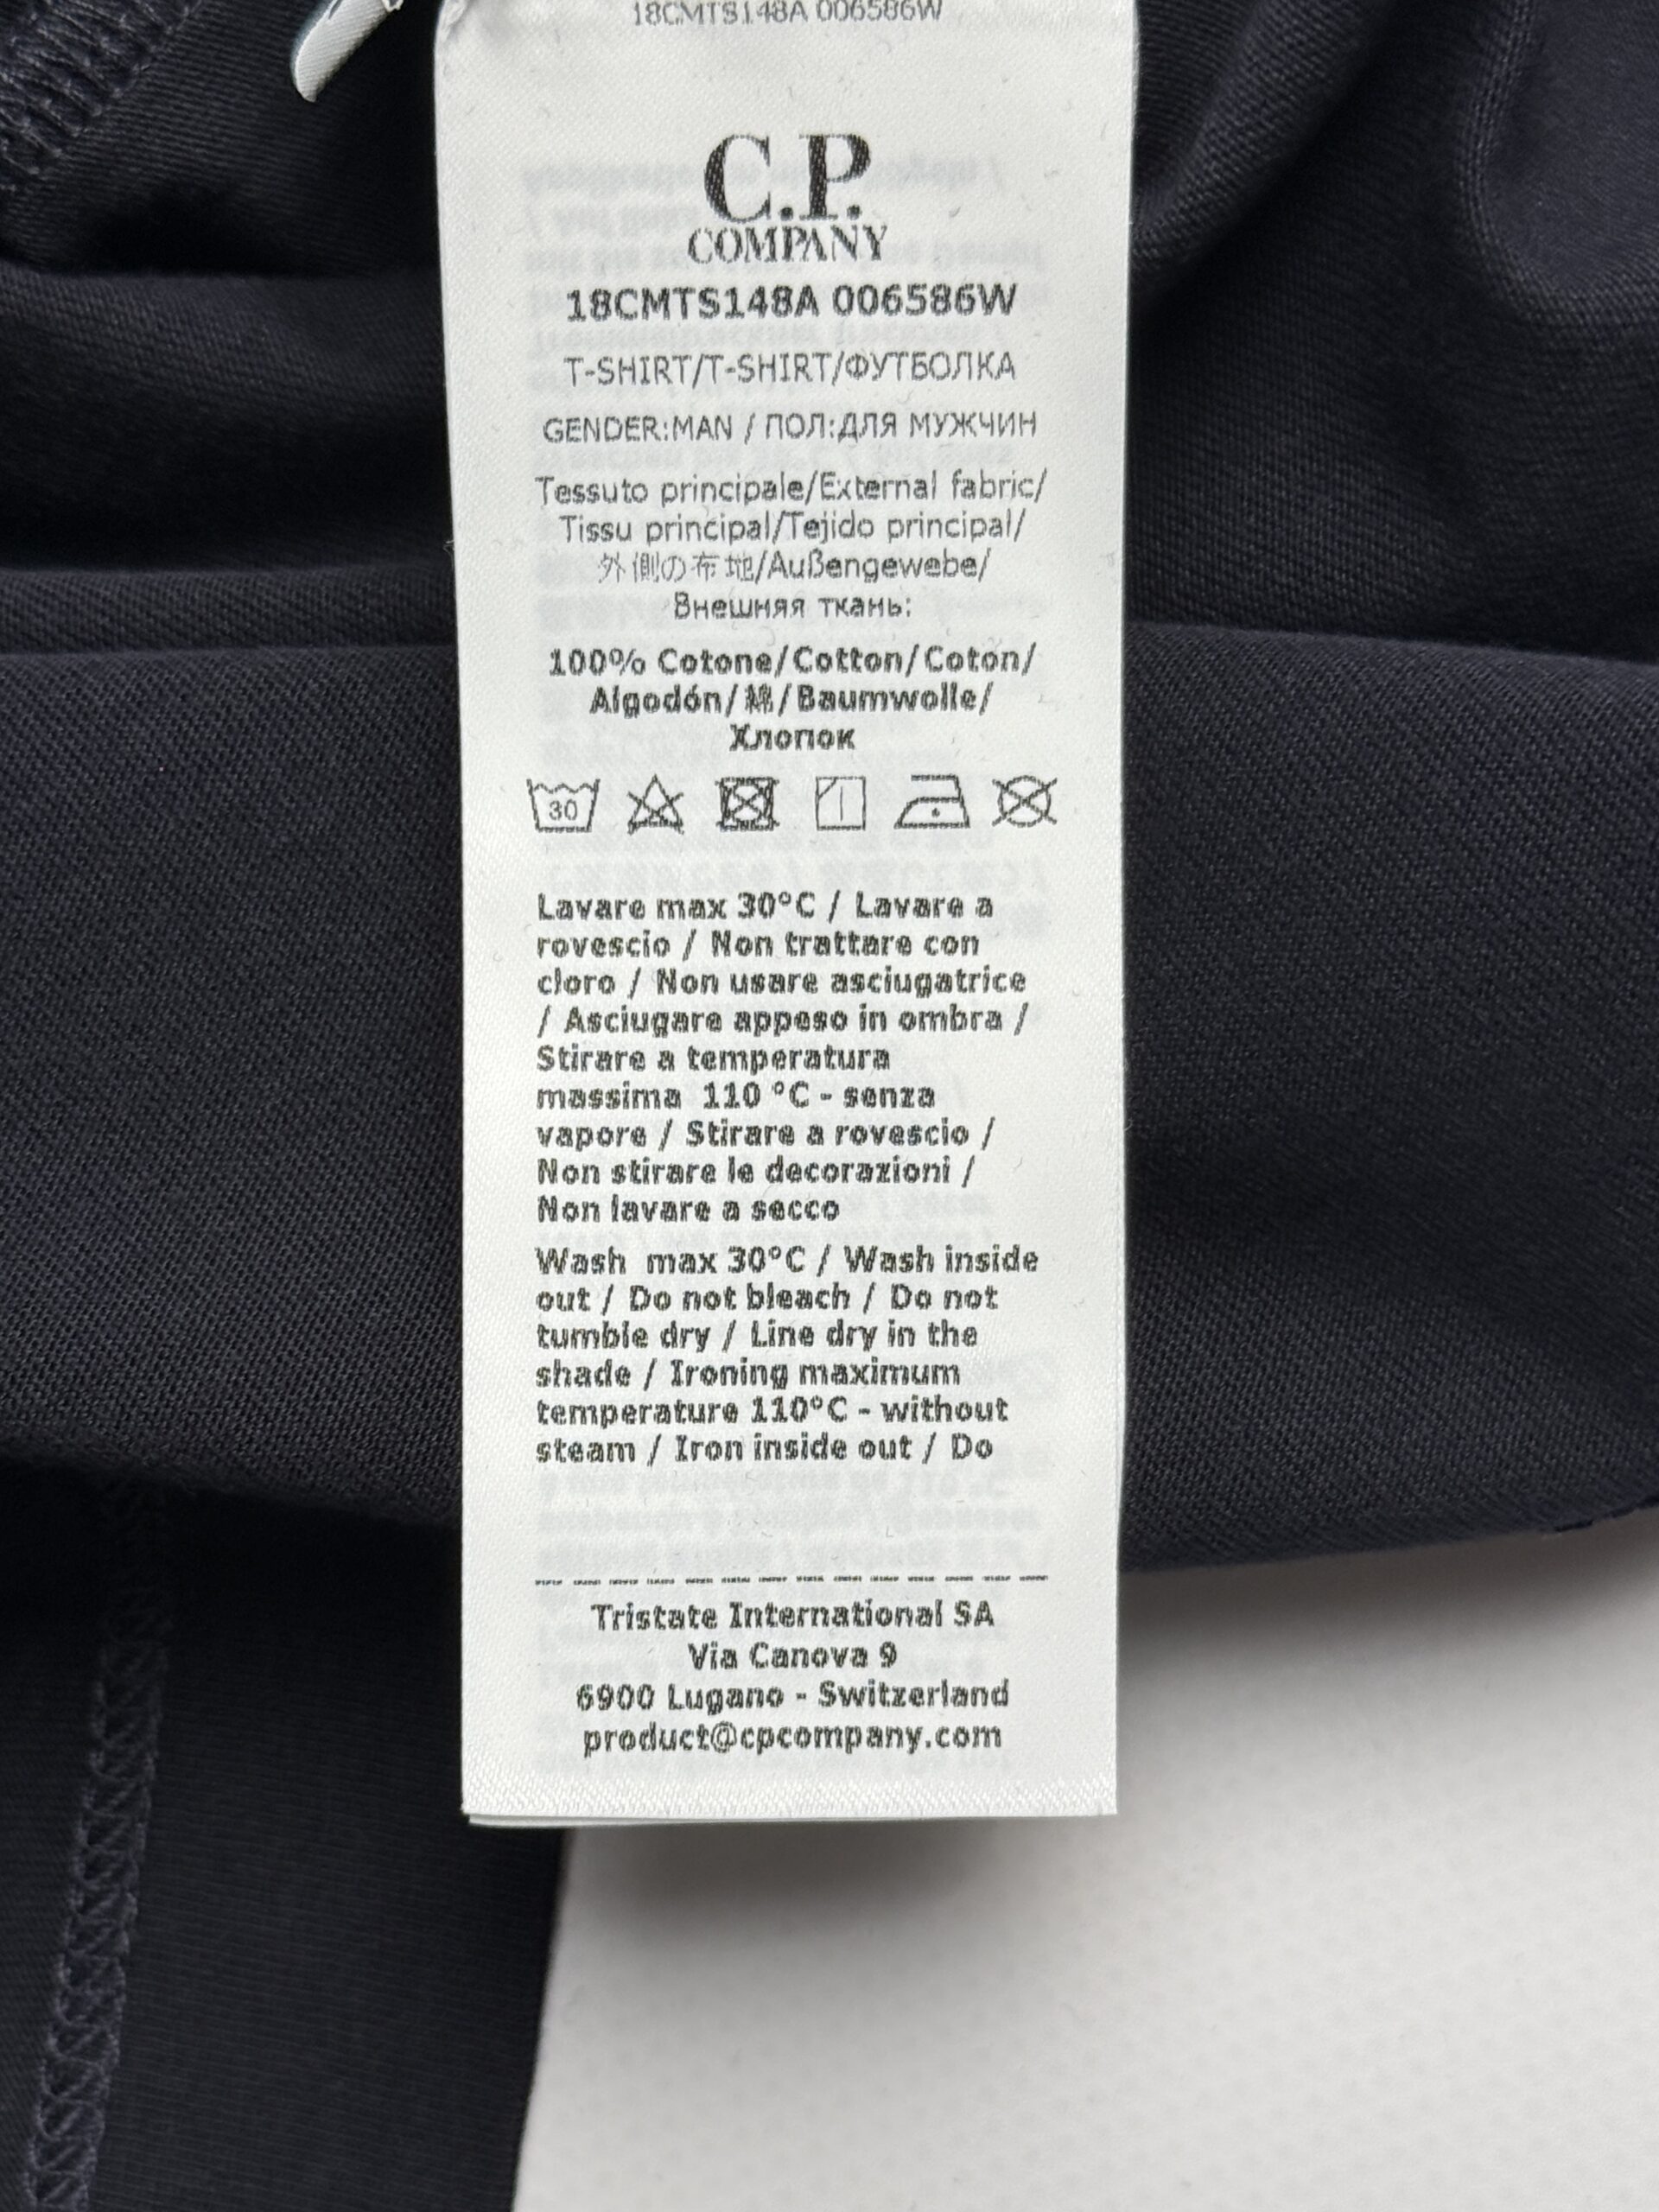 18CMTS148A 006586W
C.P.
COMPANY
18CMTS148A 006586W
T-SHIRT/T-SHIRT/ФУТБОЛКА
GENDER:MAN / ПОЛ:ДЛЯ МУЖЧИН
Tessuto principale/External fabric/
Tissu principal/Tejido principal/
外側の布地/Außengewebe/
Внешняя ткань:
100% Cotone/Cotton/Coton/
Algodón/綿/Baumwolle/
Хлопок
30
Lavare max 30°C / Lavare a
rovescio / Non trattare con
cloro / Non usare asciugatrice
/ Asciugare appeso in ombra /
Stirare a temperatura
massima 110 °C - senza
vapore / Stirare a rovescio /
Non stirare le decorazioni /
Non lavare a secco
Wash max 30°C / Wash inside
out / Do not bleach / Do not
tumble dry / Line dry in the
shade / Ironing maximum
temperature 110°C - without
steam / Iron inside out / Do
Tristate International SA
Via Canova 9
6900 Lugano - Switzerland
product@cpcompany.com